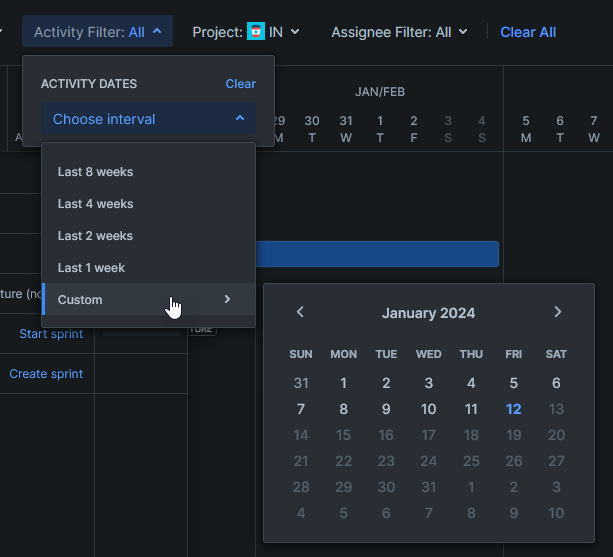 Activity Filter: All
Project: IN
Assignee Filter: All
Clear All
ACTIVITY DATES
Clear
JAN/FEB
Choose interval
29 30 31 1 2 3 4 5 6 7
M T W T F S S M T W
Last 8 weeks
Last 4 weeks
Last 2 weeks
Last 1 week
Custom
Start sprint
TURE
Create sprint
January 2024
SUN MON TUE WED THU FRI SAT
31 1 2 3 4 5 6
7 8 9 10 11 12 13
14 15 16 17 18 19 20
21 22 23 24 25 26 27
28 29 30 31 1 2 3
4 5 6 7 8 9 10